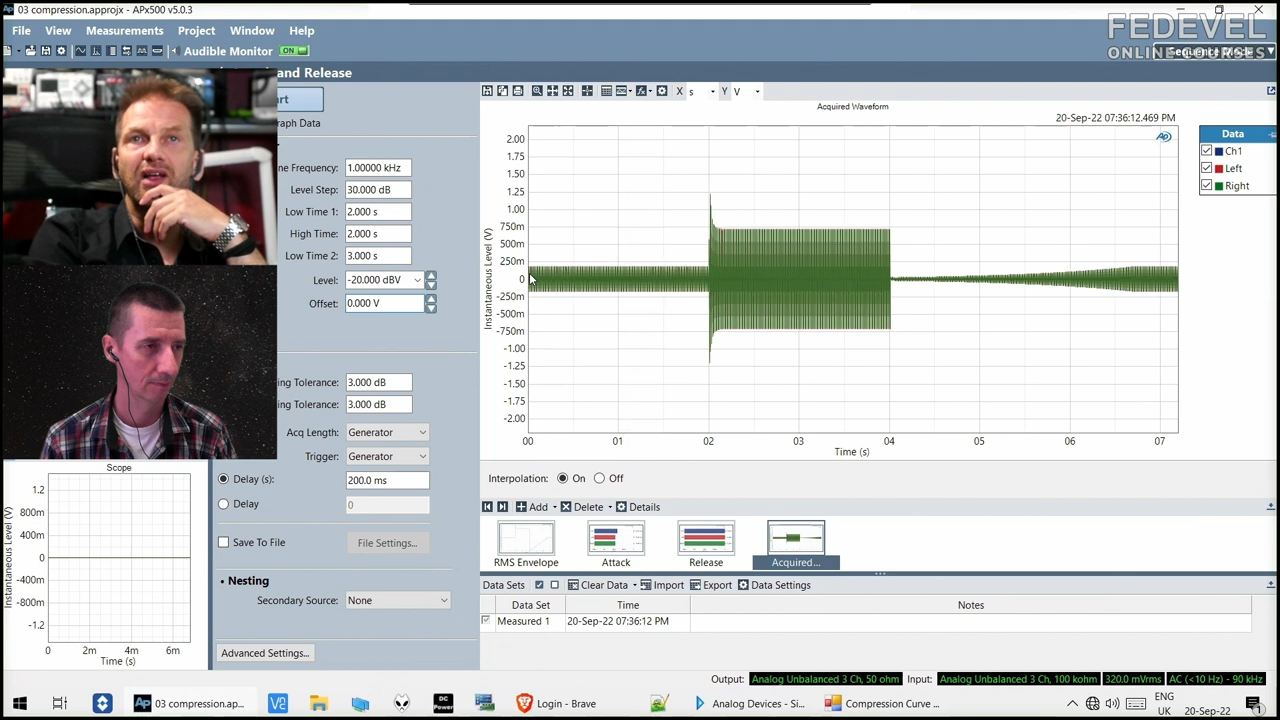 03 compression.approjx - APx500 v5.0.3
FEDEVEL
ONLINE COURSES
File View Measurements Project Window Help
Audible Monitor ON
Sequence Mode
and Release
Acquired Waveform
20-Sep-22 07:36:12.469 PM
X s Y V
art
Graph Data
ne Frequency: 1.00000 kHz
Level Step: 30.000 dB
Low Time 1: 2.000 s
High Time: 2.000 s
Low Time 2: 3.000 s
Level: -20.000 dBV
Offset: 0.000 V
ng Tolerance: 3.000 dB
ng Tolerance: 3.000 dB
Acq Length: Generator
Trigger: Generator
Delay (s): 200.0 ms
Delay 0
Save To File File Settings...
• Nesting
Secondary Source: None
Advanced Settings...
Instantaneous Level (V)
2.00
1.75
1.50
1.25
1.00
750m
500m
250m
0
-250m
-500m
-750m
-1.00
-1.25
-1.50
-1.75
-2.00
00 01 02 03 04 05 06 07
Time (s)
AP
Data
Ch1
Left
Right
Interpolation: On Off
Add Delete Details
RMS Envelope Attack Release Acquired...
Data Sets Clear Data Import Export Data Settings
Data Set Time Notes
Measured 1 20-Sep-22 07:36:12 PM
Scope
Instantaneous Level (V)
1.2
800m
400m
0
-400m
-800m
-1.2
0 2m 4m 6m
Time (s)
Output: Analog Unbalanced 3 Ch, 50 ohm Input: Analog Unbalanced 3 Ch, 100 kohm 320.0 mVrms AC (<10 Hz) - 90 kHz
03 compression.ap...
DC Power
Login - Brave
Analog Devices - Si...
Compression Curve ...
ENG
UK
20-Sep-22
1